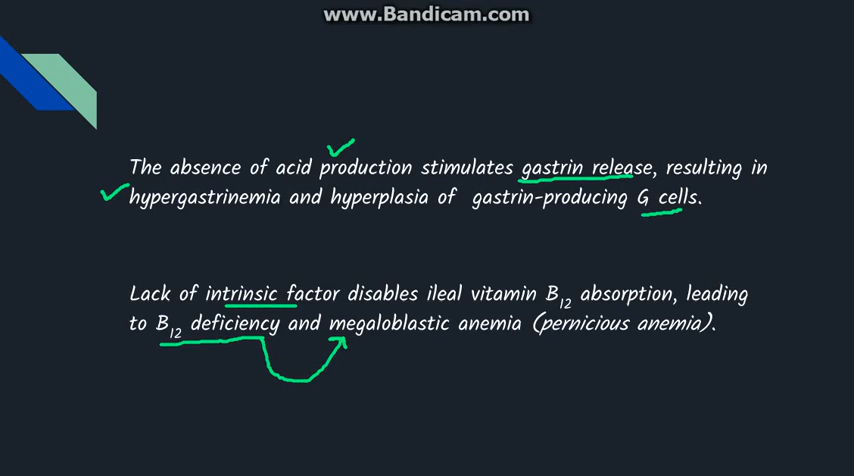 www.Bandicam.com
The absence of acid production stimulates gastrin release, resulting in
hypergastrinemia and hyperplasia of gastrin-producing G cells.
Lack of intrinsic factor disables ileal vitamin B₁₂ absorption, leading
to B₁₂ deficiency and megaloblastic anemia (pernicious anemia).